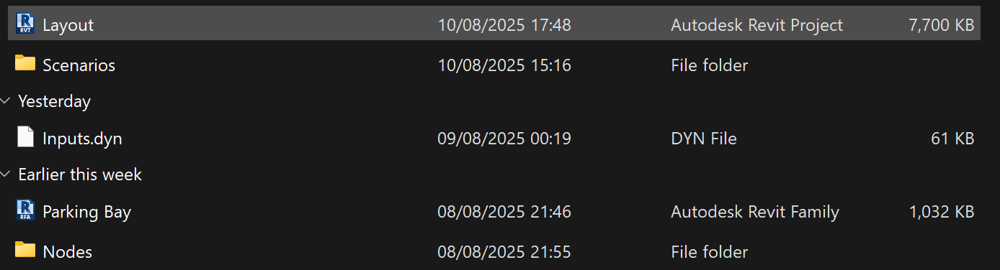 R RVT Layout 10/08/2025 17:48 Autodesk Revit Project 7,700 KB
Scenarios 10/08/2025 15:16 File folder
Yesterday
Inputs.dyn 09/08/2025 00:19 DYN File 61 KB
Earlier this week
R RFA Parking Bay 08/08/2025 21:46 Autodesk Revit Family 1,032 KB
Nodes 08/08/2025 21:55 File folder